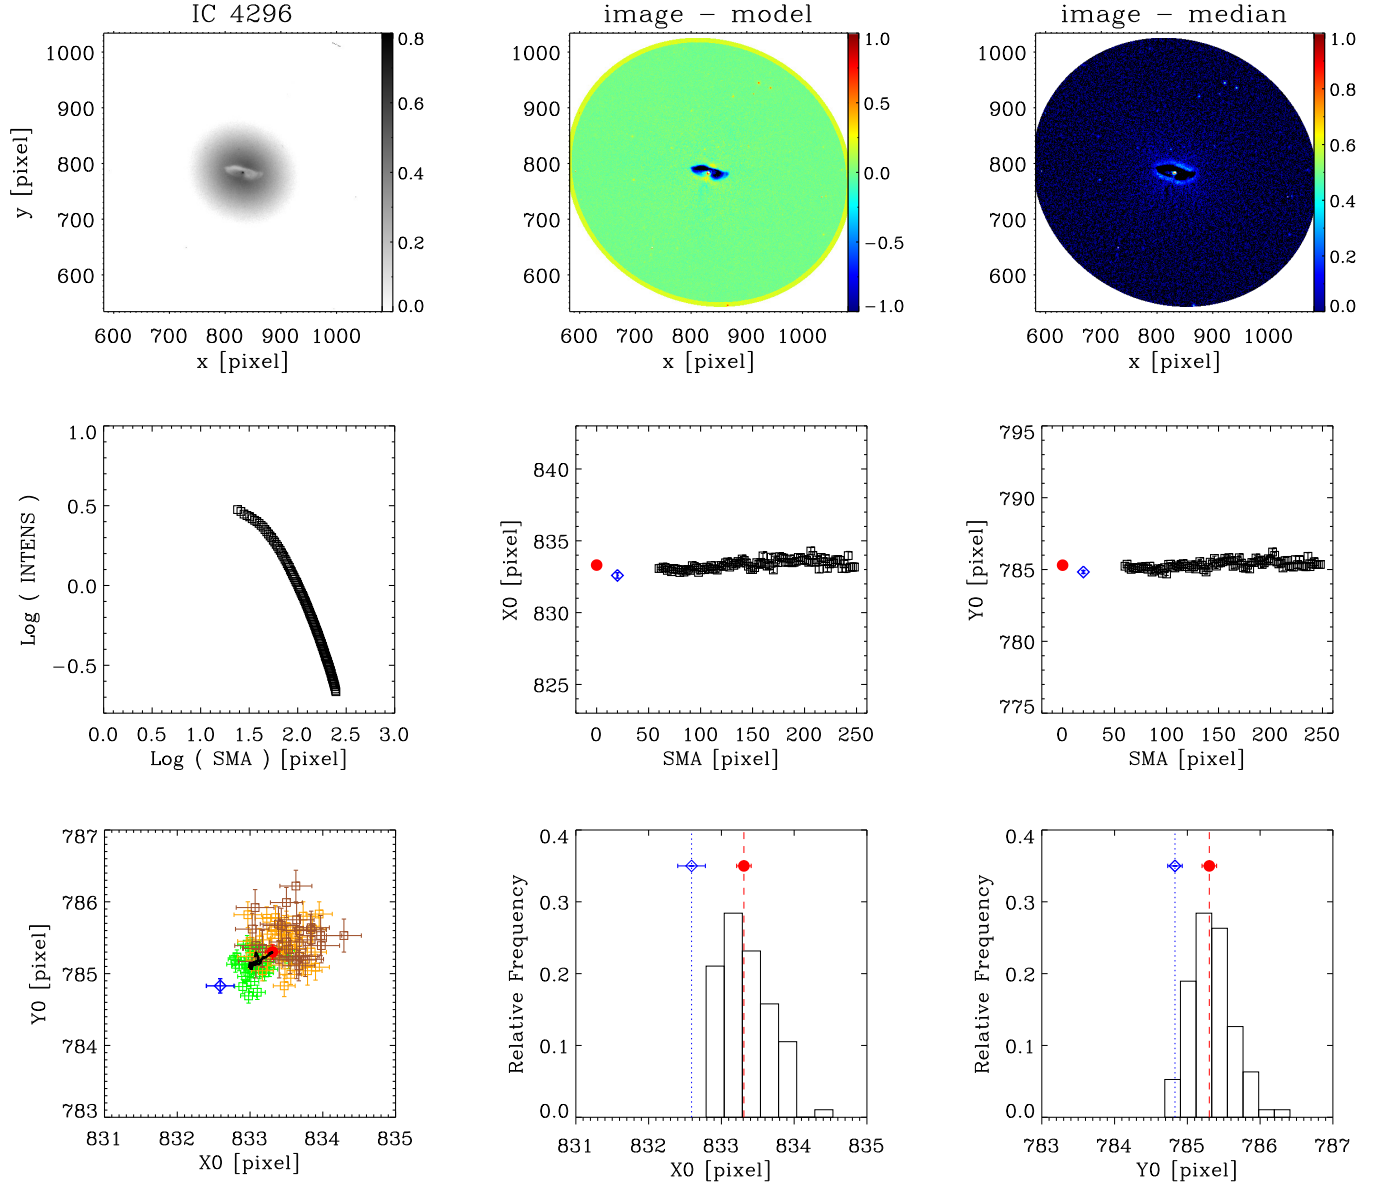 IC 4296
1000
900
800
700
600
y [pixel]
600 700 800 900 1000
x [pixel]
0.8
0.6
0.4
0.2
0.0
image − model
1000
900
800
700
600
600 700 800 900 1000
x [pixel]
1.0
0.5
0.0
−0.5
−1.0
image − median
1000
900
800
700
600
600 700 800 900 1000
x [pixel]
1.0
0.8
0.6
0.4
0.2
0.0
1.0
0.5
0.0
−0.5
Log ( INTENS )
0.0 0.5 1.0 1.5 2.0 2.5 3.0
Log ( SMA ) [pixel]
840
835
830
825
X0 [pixel]
0 50 100 150 200 250
SMA [pixel]
795
790
785
780
775
Y0 [pixel]
0 50 100 150 200 250
SMA [pixel]
787
786
785
784
783
Y0 [pixel]
831 832 833 834 835
X0 [pixel]
0.4
0.3
0.2
0.1
0.0
Relative Frequency
831 832 833 834 835
X0 [pixel]
0.4
0.3
0.2
0.1
0.0
Relative Frequency
783 784 785 786 787
Y0 [pixel]